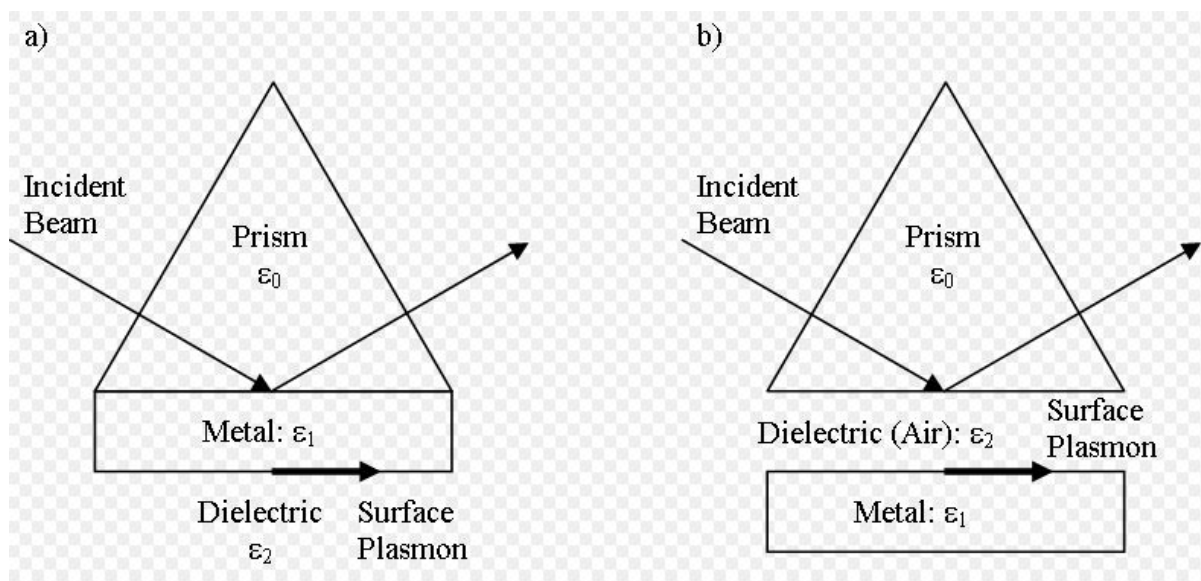 a)
Incident
Beam
Prism
ε₀
Metal: ε₁
Dielectric
ε₂
Surface
Plasmon
b)
Incident
Beam
Prism
ε₀
Dielectric (Air): ε₂
Surface
Plasmon
Metal: ε₁